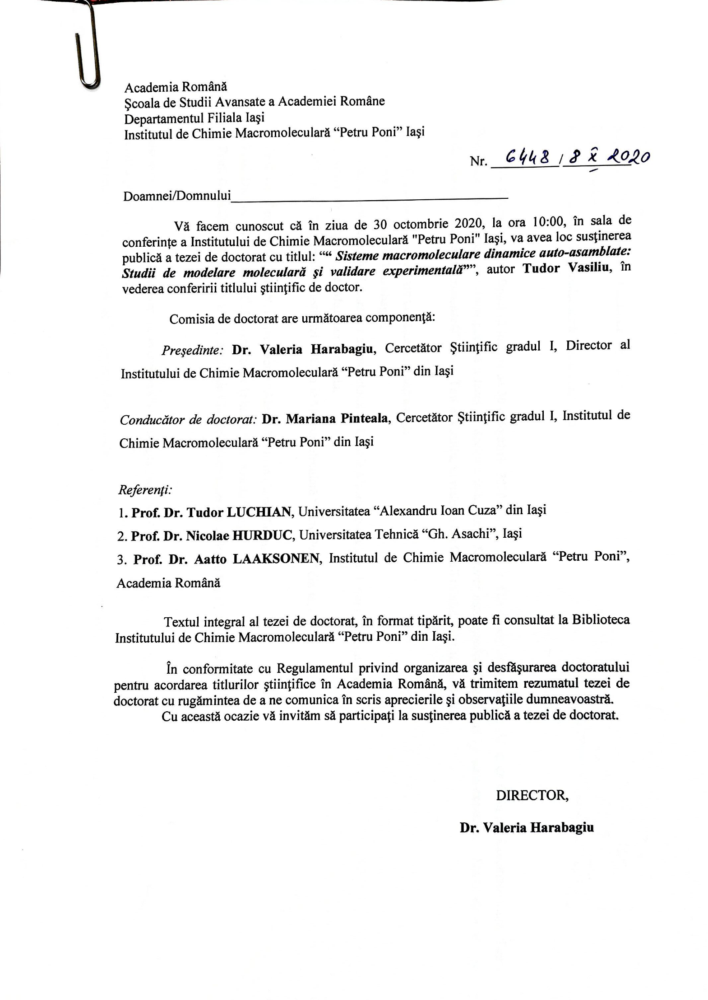 Academia Română
Şcoala de Studii Avansate a Academiei Române
Departamentul Filiala Iaşi
Institutul de Chimie Macromoleculară “Petru Poni” Iaşi
Nr. 6448 / 8 X 2020
Doamnei/Domnului
Vă facem cunoscut că în ziua de 30 octombrie 2020, la ora 10:00, în sala de
conferințe a Institutului de Chimie Macromoleculară "Petru Poni" Iaşi, va avea loc susţinerea
publică a tezei de doctorat cu titlul: ““ Sisteme macromoleculare dinamice auto-asamblate:
Studii de modelare moleculară şi validare experimentală””, autor Tudor Vasiliu, în
vederea conferirii titlului ştiinţific de doctor.
Comisia de doctorat are următoarea componenţă:
Preşedinte: Dr. Valeria Harabagiu, Cercetător Ştiinţific gradul I, Director al
Institutului de Chimie Macromoleculară “Petru Poni” din Iaşi
Conducător de doctorat: Dr. Mariana Pinteala, Cercetător Ştiinţific gradul I, Institutul de
Chimie Macromoleculară “Petru Poni” din Iaşi
Referenţi:
1. Prof. Dr. Tudor LUCHIAN, Universitatea “Alexandru Ioan Cuza” din Iaşi
2. Prof. Dr. Nicolae HURDUC, Universitatea Tehnică “Gh. Asachi”, Iaşi
3. Prof. Dr. Aatto LAAKSONEN, Institutul de Chimie Macromoleculară “Petru Poni”,
Academia Română
Textul integral al tezei de doctorat, în format tipărit, poate fi consultat la Biblioteca
Institutului de Chimie Macromoleculară “Petru Poni” din Iaşi.
În conformitate cu Regulamentul privind organizarea şi desfăşurarea doctoratului
pentru acordarea titlurilor ştiinţifice în Academia Română, vă trimitem rezumatul tezei de
doctorat cu rugămintea de a ne comunica în scris aprecierile şi observaţiile dumneavoastră.
Cu această ocazie vă invităm să participaţi la susţinerea publică a tezei de doctorat.
DIRECTOR,
Dr. Valeria Harabagiu